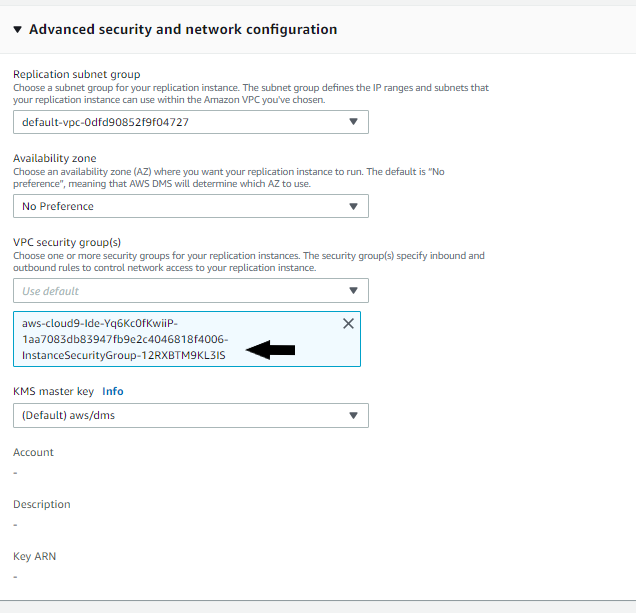 Advanced security and network configuration
Replication subnet group
Choose a subnet group for your replication instance. The subnet group defines the IP ranges and subnets that
your replication instance can use within the Amazon VPC you've chosen.
default-vpc-0dfd90852f9f04727
Availability zone
Choose an availability zone (AZ) where you want your replication instance to run. The default is "No
preference", meaning that AWS DMS will determine which AZ to use.
No Preference
VPC security group(s)
Choose one or more security groups for your replication instances. The security group(s) specify inbound and
outbound rules to control network access to your replication instance.
Use default
aws-cloud9-Ide-Yq6Kc0fKwiiP-
1aa7083db83947fb9e2c4046818f4006-
InstanceSecurityGroup-12RXBTM9KL3IS
KMS master key Info
(Default) aws/dms
Account
-
Description
-
Key ARN
-